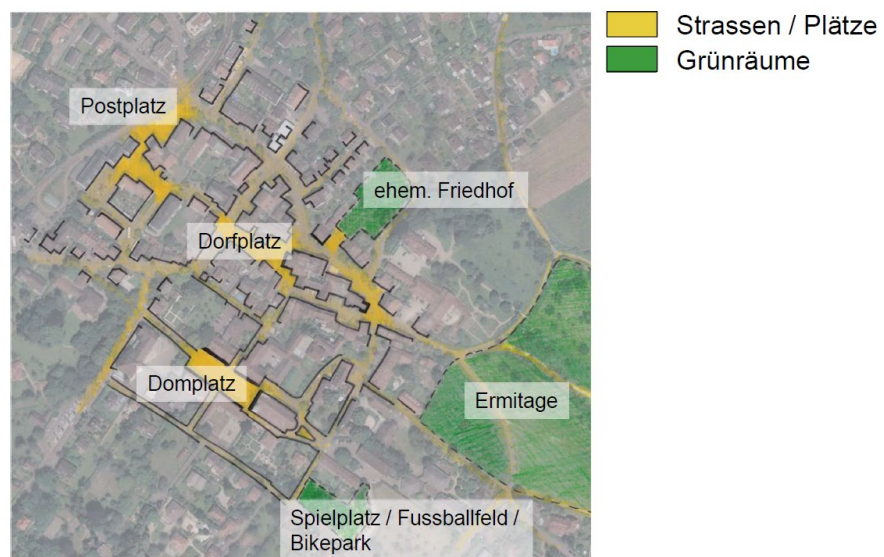 Strassen / Plätze
Grünräume
Postplatz
ehem. Friedhof
Dorfplatz
Domplatz
Ermitage
Spielplatz / Fussballfeld /
Bikepark